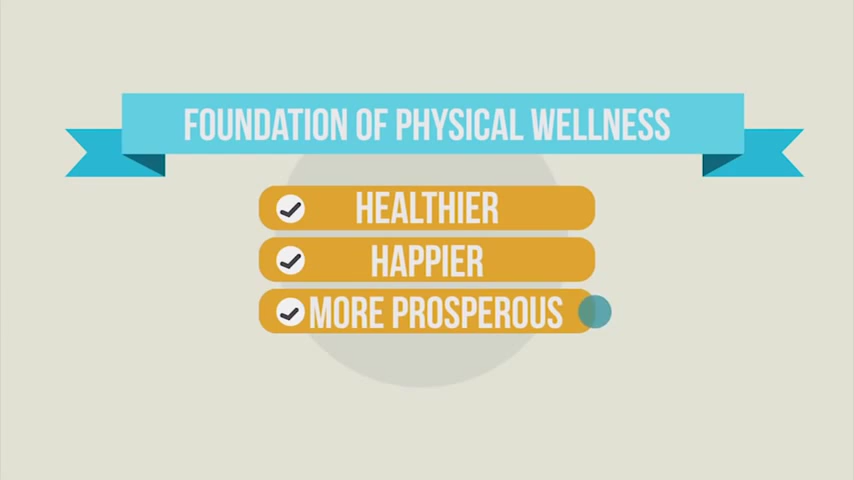 FOUNDATION OF PHYSICAL WELLNESS
HEALTHIER
HAPPIER
MORE PROSPEROUS